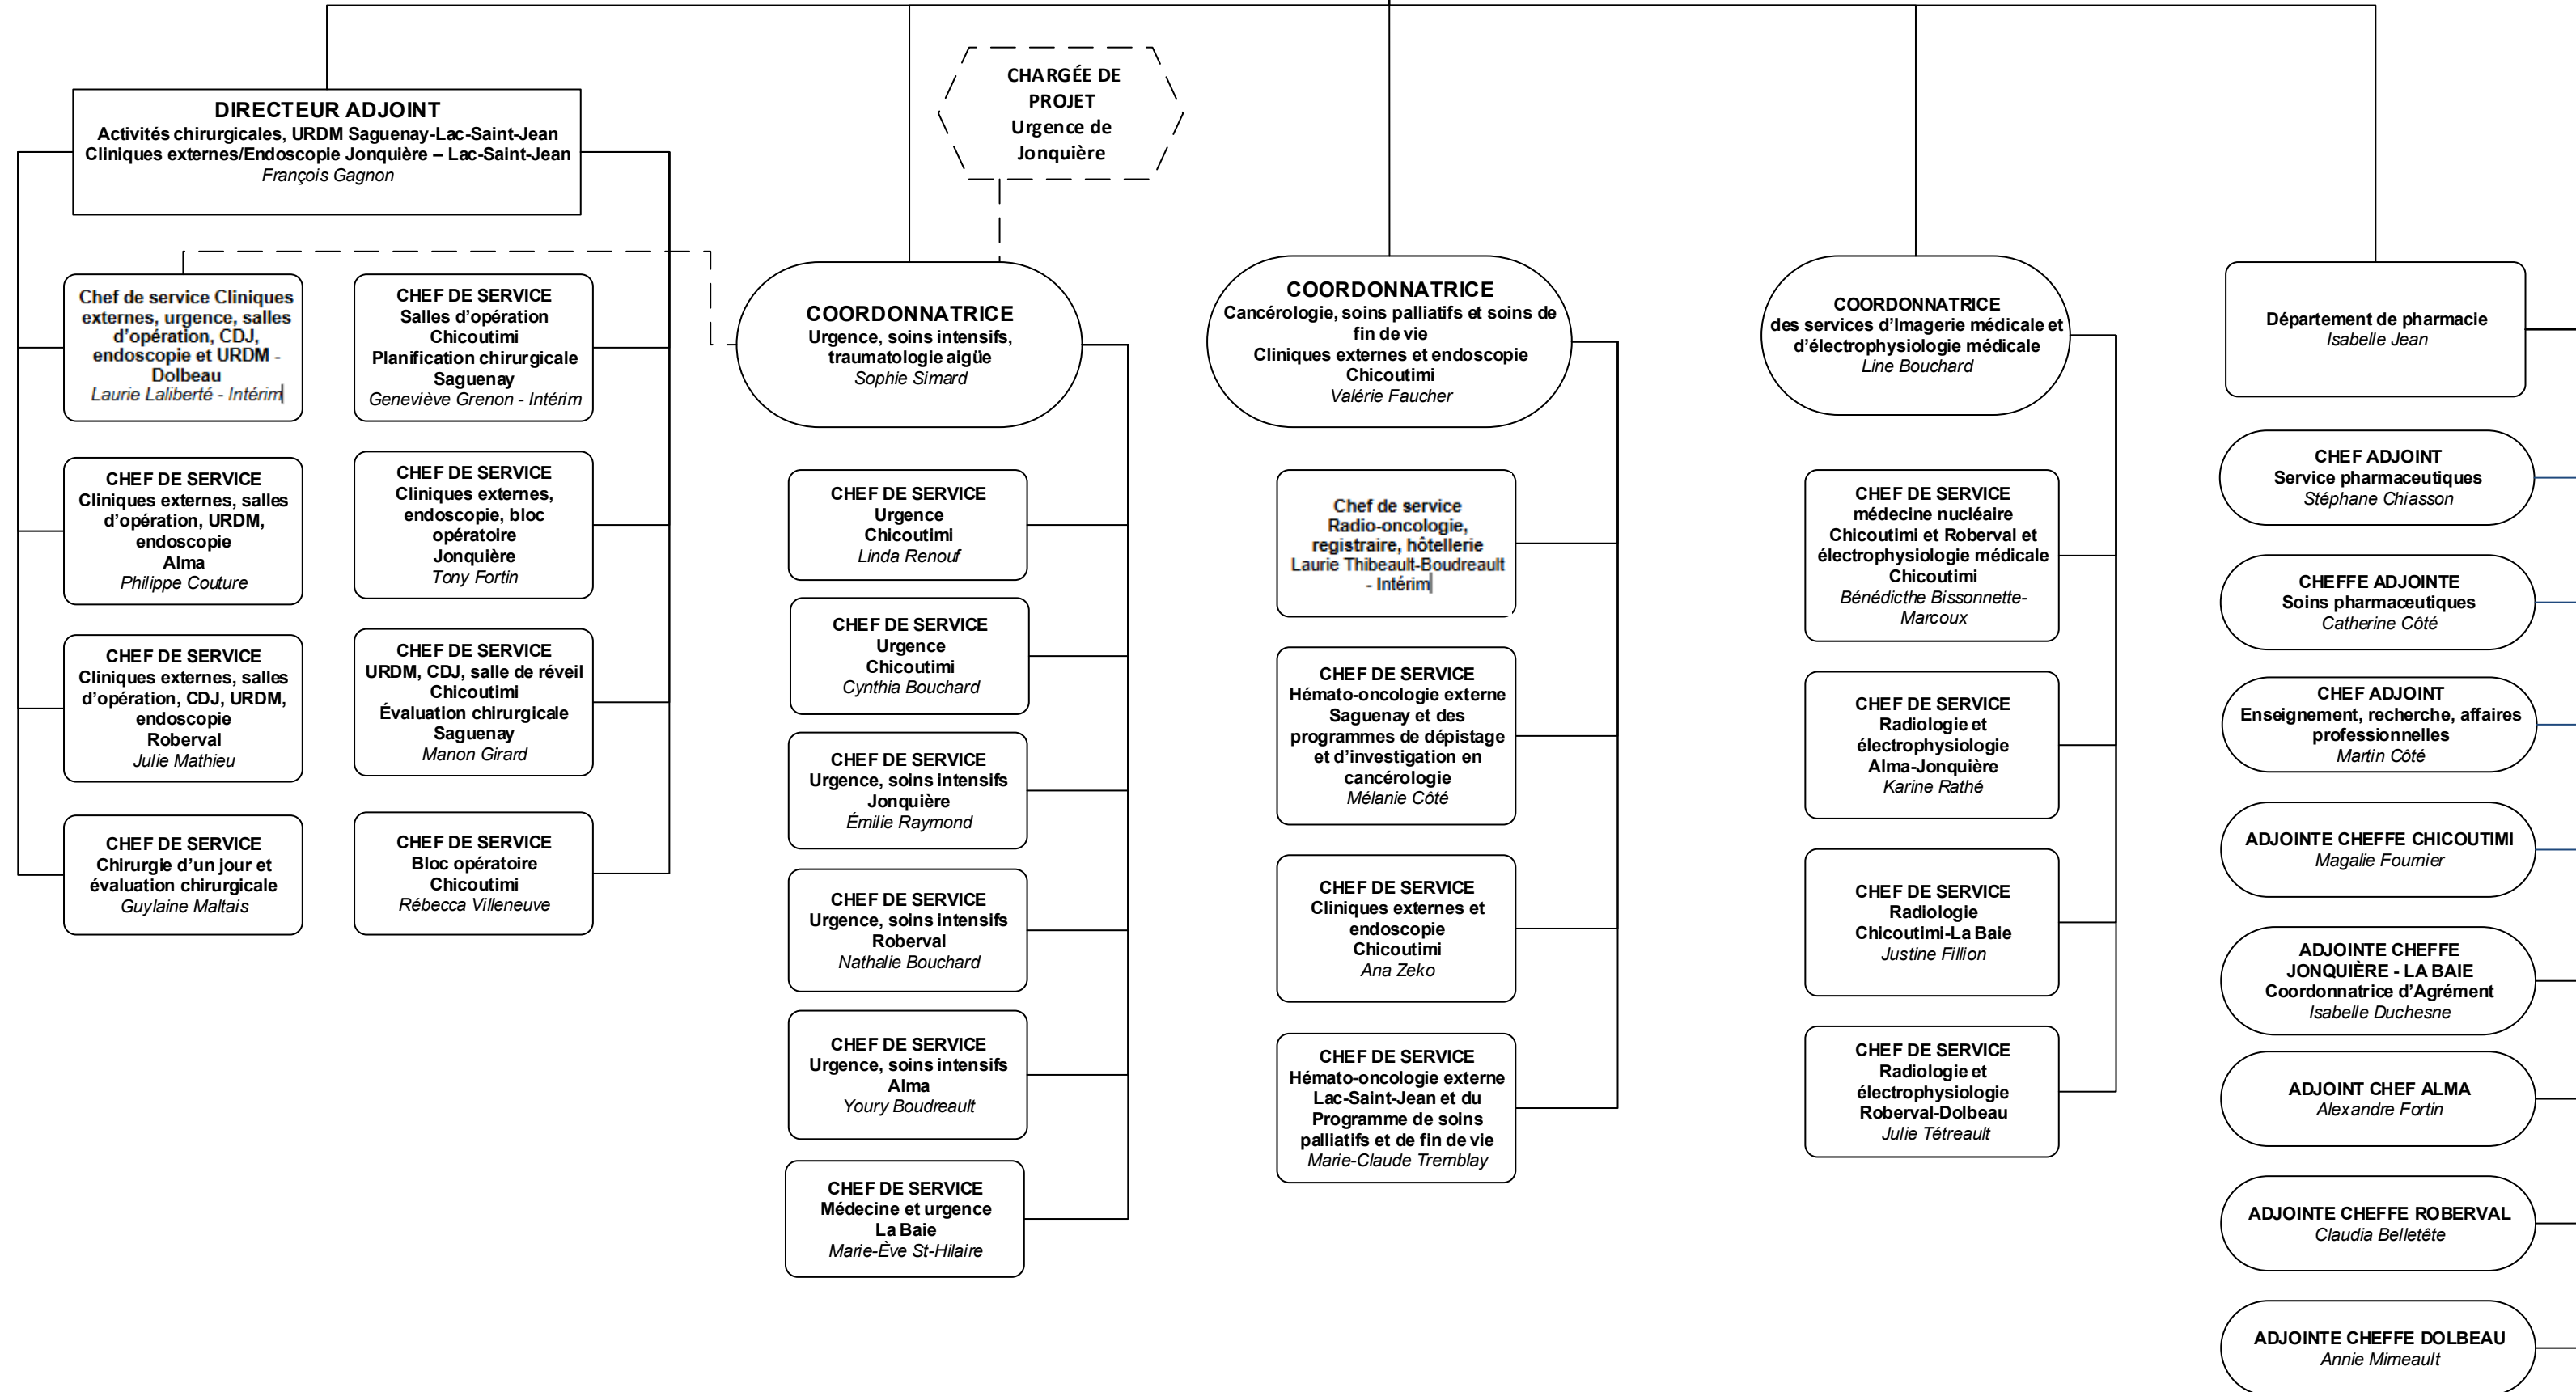 CHARGÉE DE
PROJET
Urgence de
Jonquière
DIRECTEUR ADJOINT
Activités chirurgicales, URDM Saguenay-Lac-Saint-Jean
Cliniques externes/Endoscopie Jonquière – Lac-Saint-Jean
François Gagnon
Chef de service Cliniques
externes, urgence, salles
d'opération, CDJ,
endoscopie et URDM -
Dolbeau
Laurie Laliberté - Intérim
CHEF DE SERVICE
Cliniques externes, salles
d'opération, URDM,
endoscopie
Alma
Philippe Couture
CHEF DE SERVICE
Cliniques externes, salles
d'opération, CDJ, URDM,
endoscopie
Roberval
Julie Mathieu
CHEF DE SERVICE
Chirurgie d'un jour et
évaluation chirurgicale
Guylaine Maltais
CHEF DE SERVICE
Salles d'opération
Chicoutimi
Planification chirurgicale
Saguenay
Geneviève Grenon - Intérim
CHEF DE SERVICE
Cliniques externes,
endoscopie, bloc
opératoire
Jonquière
Tony Fortin
CHEF DE SERVICE
URDM, CDJ, salle de réveil
Chicoutimi
Évaluation chirurgicale
Saguenay
Manon Girard
CHEF DE SERVICE
Bloc opératoire
Chicoutimi
Rébecca Villeneuve
COORDONNATRICE
Urgence, soins intensifs,
traumatologie aigüe
Sophie Simard
CHEF DE SERVICE
Urgence
Chicoutimi
Linda Renouf
CHEF DE SERVICE
Urgence
Chicoutimi
Cynthia Bouchard
CHEF DE SERVICE
Urgence, soins intensifs
Jonquière
Émilie Raymond
CHEF DE SERVICE
Urgence, soins intensifs
Roberval
Nathalie Bouchard
CHEF DE SERVICE
Urgence, soins intensifs
Alma
Youry Boudreault
CHEF DE SERVICE
Médecine et urgence
La Baie
Marie-Ève St-Hilaire
COORDONNATRICE
Cancérologie, soins palliatifs et soins de
fin de vie
Cliniques externes et endoscopie
Chicoutimi
Valérie Faucher
Chef de service
Radio-oncologie,
registraire, hôtellerie
Laurie Thibeault-Boudreault
- Intérim
CHEF DE SERVICE
Hémato-oncologie externe
Saguenay et des
programmes de dépistage
et d'investigation en
cancérologie
Mélanie Côté
CHEF DE SERVICE
Cliniques externes et
endoscopie
Chicoutimi
Ana Zeko
CHEF DE SERVICE
Hémato-oncologie externe
Lac-Saint-Jean et du
Programme de soins
palliatifs et de fin de vie
Marie-Claude Tremblay
COORDONNATRICE
des services d'Imagerie médicale et
d'électrophysiologie médicale
Line Bouchard
CHEF DE SERVICE
médecine nucléaire
Chicoutimi et Roberval et
électrophysiologie médicale
Chicoutimi
Bénédicthe Bissonnette-
Marcoux
CHEF DE SERVICE
Radiologie et
électrophysiologie
Alma-Jonquière
Karine Rathé
CHEF DE SERVICE
Radiologie
Chicoutimi-La Baie
Justine Fillion
CHEF DE SERVICE
Radiologie et
électrophysiologie
Roberval-Dolbeau
Julie Tétreault
Département de pharmacie
Isabelle Jean
CHEF ADJOINT
Service pharmaceutiques
Stéphane Chiasson
CHEFFE ADJOINTE
Soins pharmaceutiques
Catherine Côté
CHEF ADJOINT
Enseignement, recherche, affaires
professionnelles
Martin Côté
ADJOINTE CHEFFE CHICOUTIMI
Magalie Fournier
ADJOINTE CHEFFE
JONQUIÈRE - LA BAIE
Coordonnatrice d'Agrément
Isabelle Duchesne
ADJOINT CHEF ALMA
Alexandre Fortin
ADJOINTE CHEFFE ROBERVAL
Claudia Belletête
ADJOINTE CHEFFE DOLBEAU
Annie Mimeault